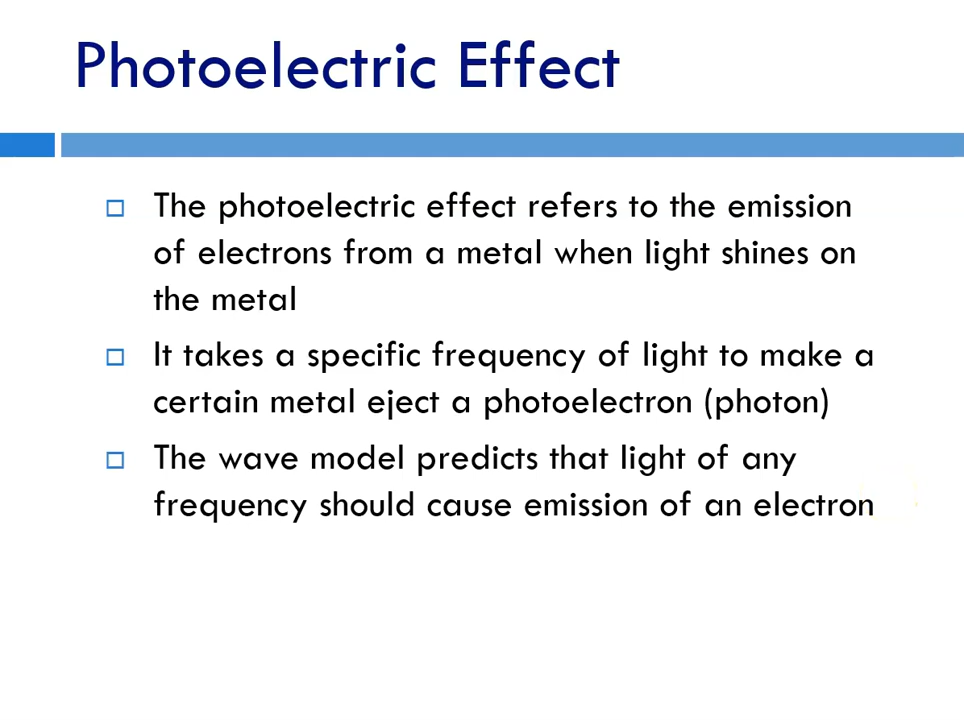 Photoelectric Effect
The photoelectric effect refers to the emission
of electrons from a metal when light shines on
the metal
It takes a specific frequency of light to make a
certain metal eject a photoelectron (photon)
The wave model predicts that light of any
frequency should cause emission of an electron